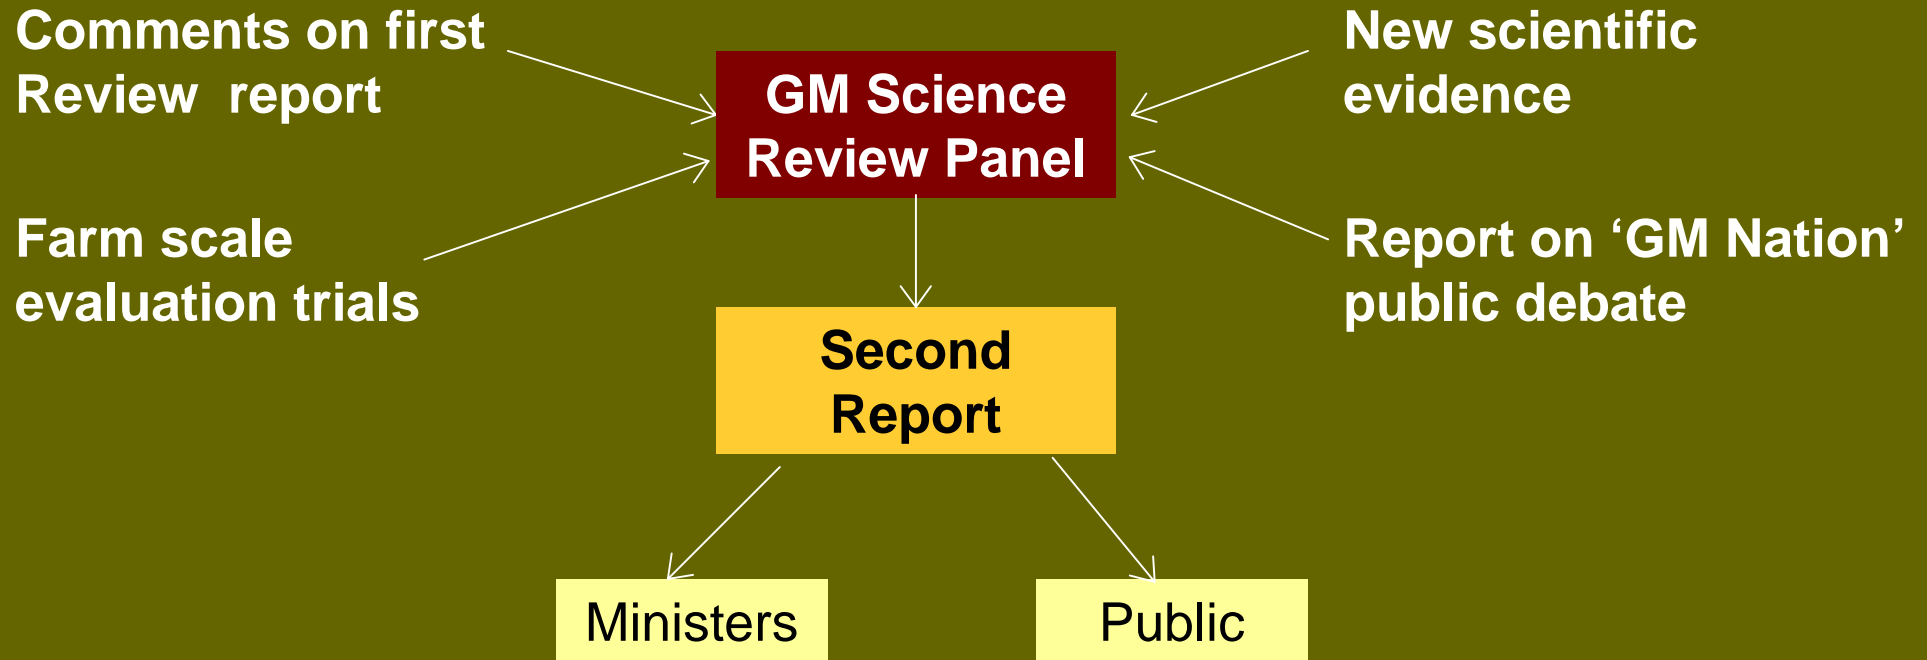 Comments on first
Review  report
GM Science
Review Panel
New scientific
evidence
Farm scale
evaluation trials
Report on ‘GM Nation’
public debate
Second
Report
Ministers
Public